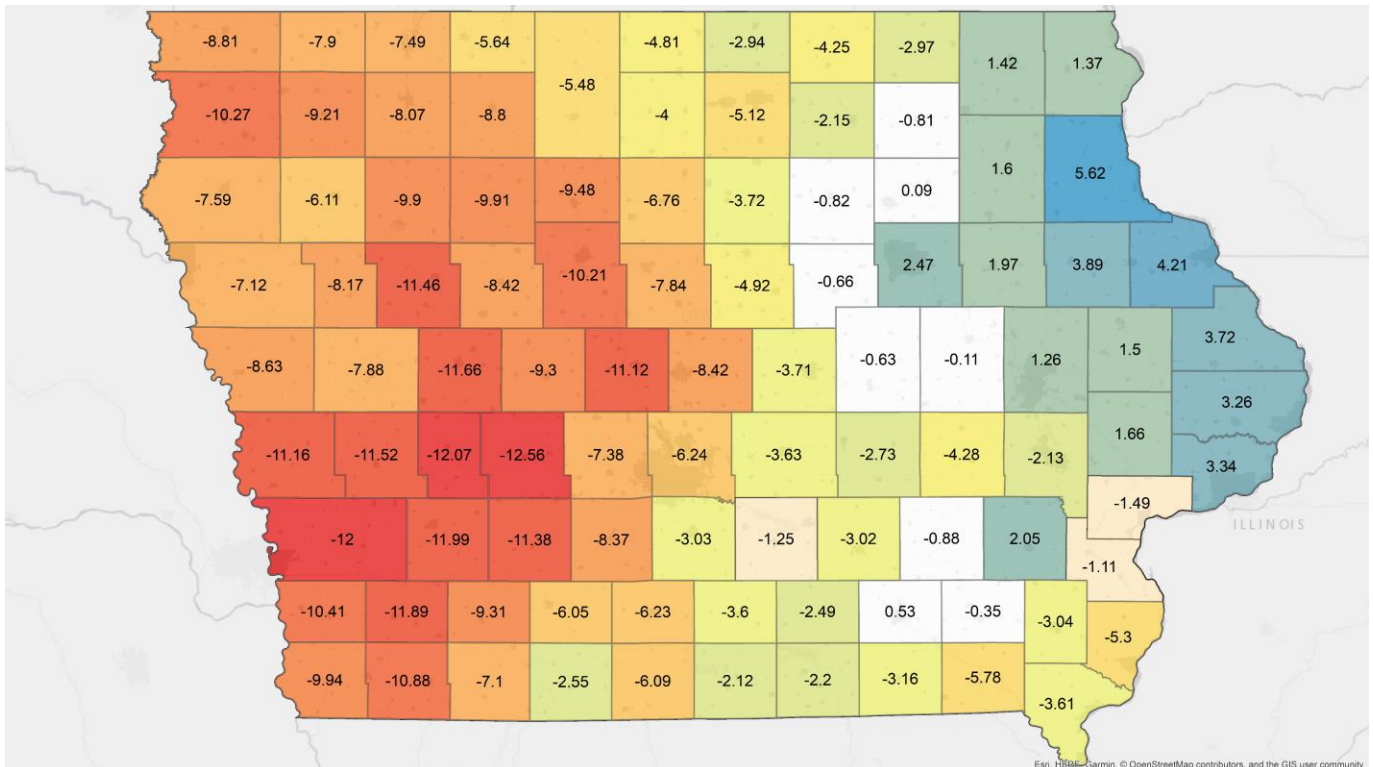 -8.81 -7.9 -7.49 -5.64 -4.81 -2.94 -4.25 -2.97
1.42 1.37
-5.48
-10.27 -9.21 -8.07 -8.8 -4 -5.12 -2.15 -0.81
1.6 5.62
-7.59 -6.11 -9.9 -9.91 -9.48 -6.76 -3.72 -0.82 0.09
-7.12 -8.17 -11.46 -8.42 -10.21 -7.84 -4.92 -0.66 2.47 1.97 3.89 4.21
-8.63 -7.88 -11.66 -9.3 -11.12 -8.42 -3.71 -0.63 -0.11 1.26 1.5 3.72
3.26
-11.16 -11.52 -12.07 -12.56 -7.38 -6.24 -3.63 -2.73 -4.28 -2.13 1.66 3.34
-1.49
ILLINOIS
-12 -11.99 -11.38 -8.37 -3.03 -1.25 -3.02 -0.88 2.05 -1.11
-10.41 -11.89 -9.31 -6.05 -6.23 -3.6 -2.49 0.53 -0.35 -3.04 -5.3
-9.94 -10.88 -7.1 -2.55 -6.09 -2.12 -2.2 -3.16 -5.78 -3.61
Esri, HERE, Garmin, © OpenStreetMap contributors, and the GIS user community